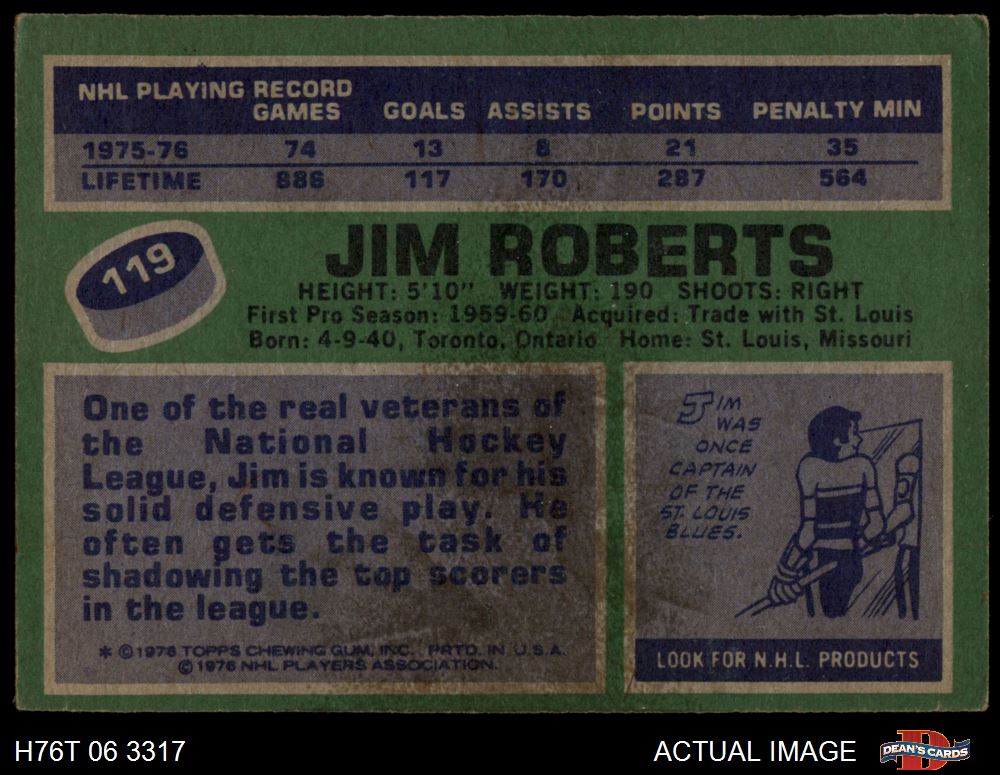 NHL PLAYING RECORD
GAMES GOALS ASSISTS POINTS PENALTY MIN
1975-76 74 13 8 21 35
LIFETIME 886 117 170 287 564
119
JIM ROBERTS
HEIGHT: 5'10" WEIGHT: 190 SHOOTS: RIGHT
First Pro Season: 1959-60 Acquired: Trade with St. Louis
Born: 4-9-40, Toronto, Ontario Home: St. Louis, Missouri
One of the real veterans of
the National Hockey
League, Jim is known for his
solid defensive play. He
often gets the task of
shadowing the top scorers
in the league.
* ©1976 TOPPS CHEWING GUM, INC. PRTD. IN U.S.A.
©1976 NHL PLAYERS ASSOCIATION.
JIM
WAS
ONCE
CAPTAIN
OF THE
ST. LOUIS
BLUES.
LOOK FOR N.H.L. PRODUCTS
H76T 06 3317
ACTUAL IMAGE
D
DEAN'S CARDS